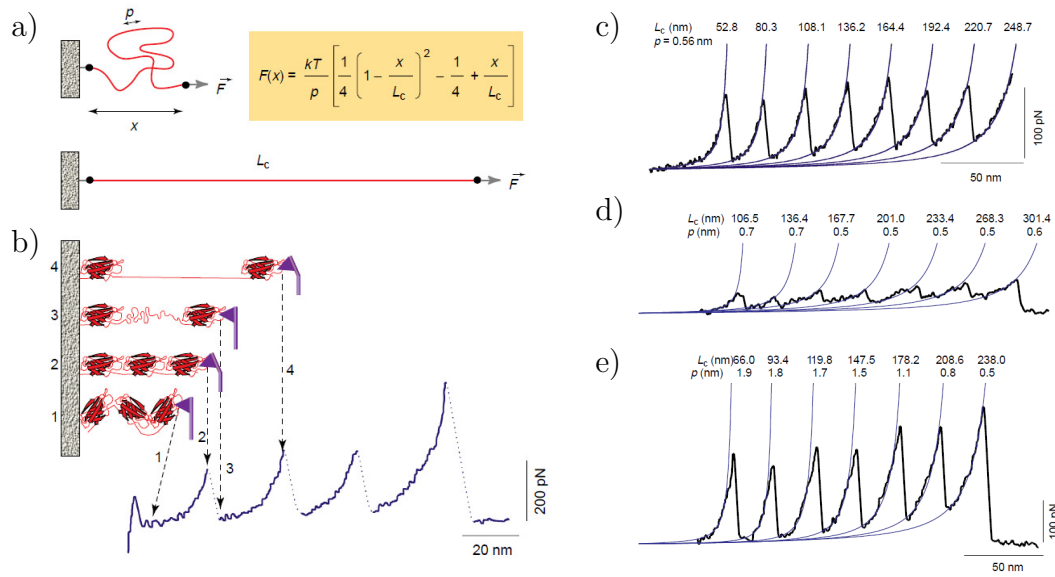 a)
p
F
x
F(x) = kT/p [1/4 (1 − x/Lc)^2 − 1/4 + x/Lc]
Lc
F
b)
4
3
2
1
1
2
3
4
200 pN
20 nm
c)
Lc (nm) 52.8 80.3 108.1 136.2 164.4 192.4 220.7 248.7
p = 0.56 nm
100 pN
50 nm
d)
Lc (nm) 106.5 136.4 167.7 201.0 233.4 268.3 301.4
p (nm) 0.7 0.7 0.5 0.5 0.5 0.5 0.6
e)
Lc (nm) 66.0 93.4 119.8 147.5 178.2 208.6 238.0
p (nm) 1.9 1.8 1.7 1.5 1.1 0.8 0.5
100 pN
50 nm